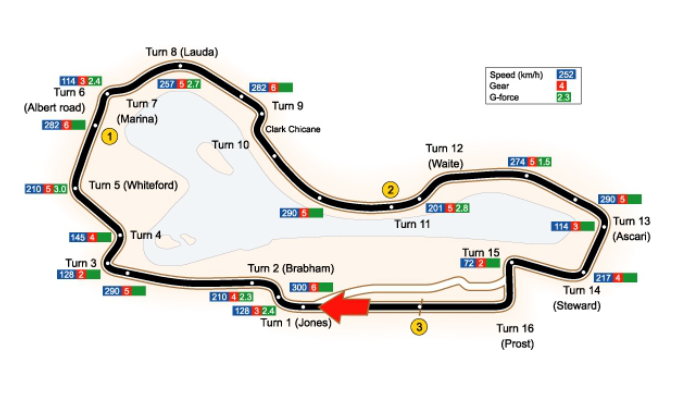 Turn 8 (Lauda)
114 3 2.4
Turn 6
(Albert road)
257 5 2.7
282 6
Turn 7
(Marina)
Turn 9
Speed (km/h) 252
Gear 4
G-force 2.3
282 6
1
Clark Chicane
Turn 10
Turn 12
(Waite)
274 5 1.5
210 5 3.0
Turn 5 (Whiteford)
2
290 5
290 5
201 5 2.8
Turn 11
114 3
Turn 13
(Ascari)
145 4
Turn 4
Turn 3
128 2
Turn 2 (Brabham)
Turn 15
72 2
217 4
290 5
300 6
210 4 2.3
128 3 2.4
Turn 1 (Jones)
3
Turn 14
(Steward)
Turn 16
(Prost)